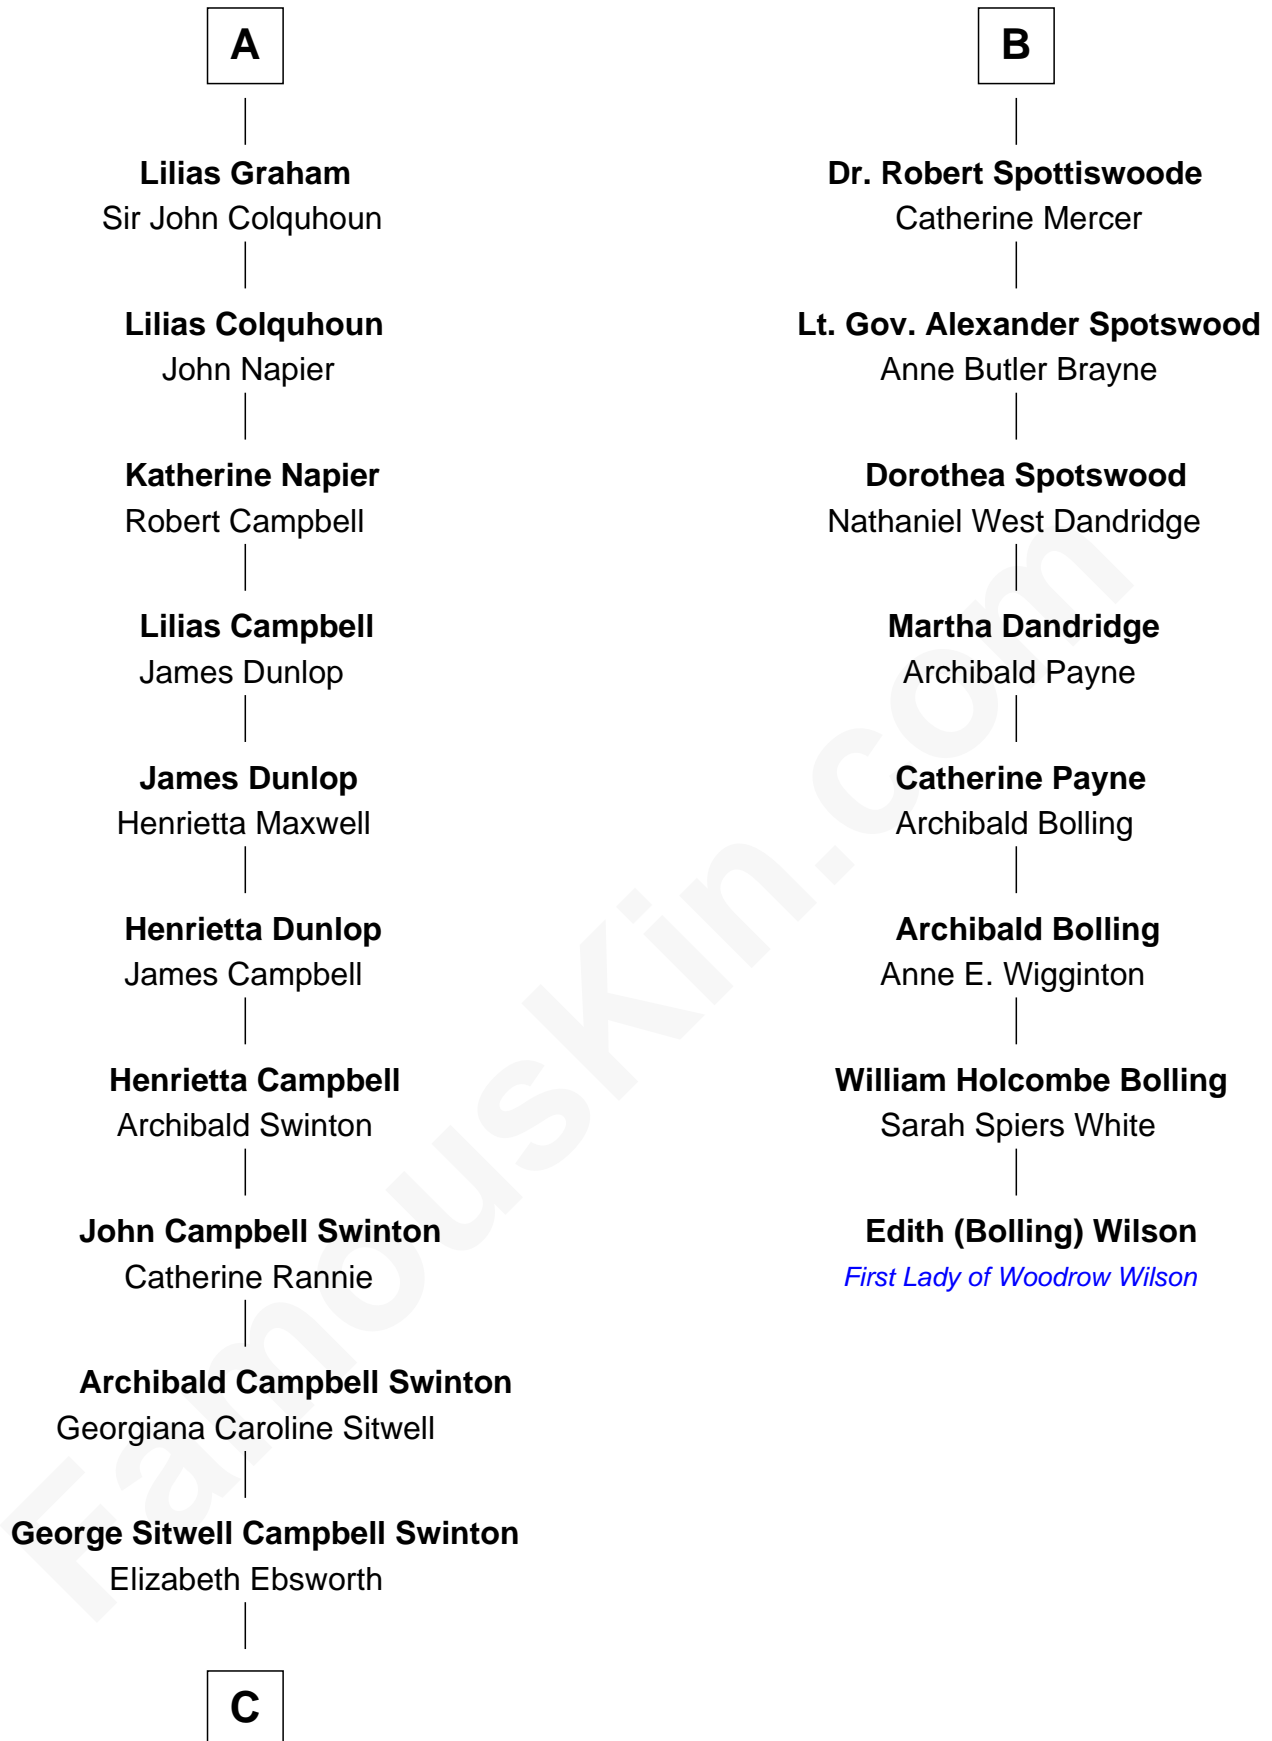 A
Lilias Graham
Sir John Colquhoun
Lilias Colquhoun
John Napier
Katherine Napier
Robert Campbell
Lilias Campbell
James Dunlop
James Dunlop
Henrietta Maxwell
Henrietta Dunlop
James Campbell
Henrietta Campbell
Archibald Swinton
John Campbell Swinton
Catherine Rannie
Archibald Campbell Swinton
Georgiana Caroline Sitwell
George Sitwell Campbell Swinton
Elizabeth Ebsworth
C
B
Dr. Robert Spottiswoode
Catherine Mercer
Lt. Gov. Alexander Spotswood
Anne Butler Brayne
Dorothea Spotswood
Nathaniel West Dandridge
Martha Dandridge
Archibald Payne
Catherine Payne
Archibald Bolling
Archibald Bolling
Anne E. Wigginton
William Holcombe Bolling
Sarah Spiers White
Edith (Bolling) Wilson
First Lady of Woodrow Wilson
FamousKin.com